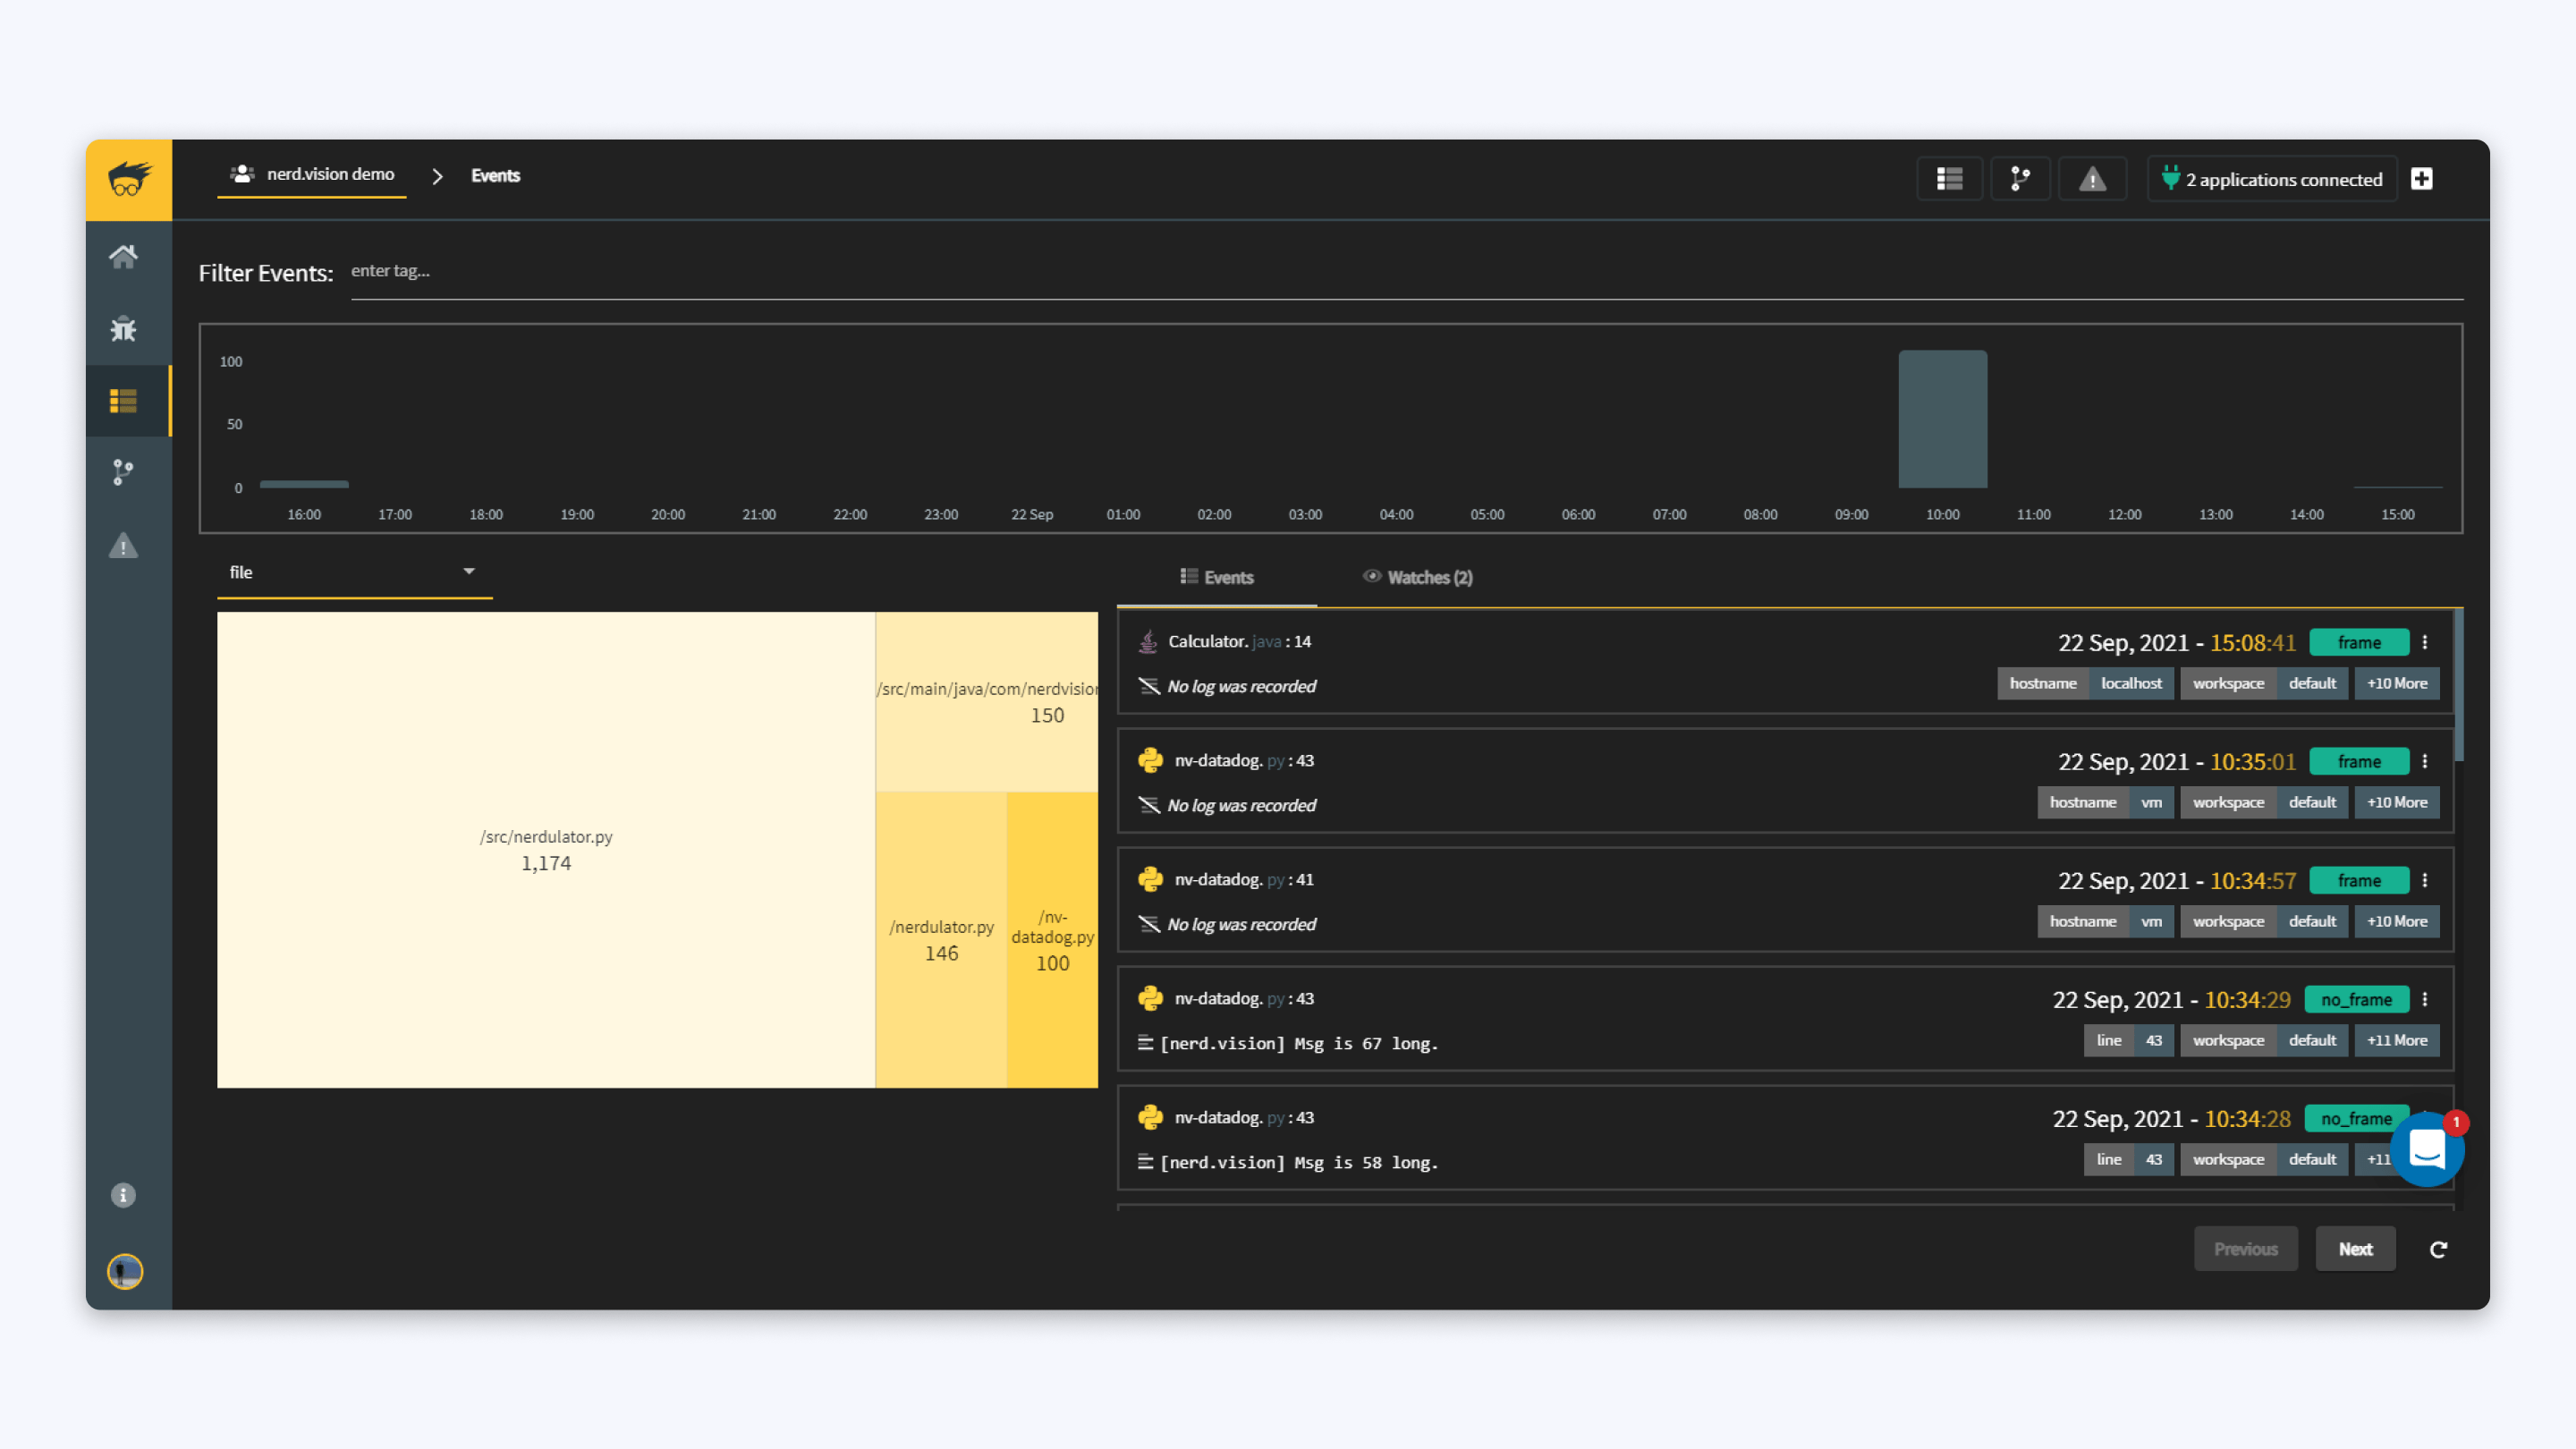 nerd.vision demo > Events
2 applications connected
Filter Events: enter tag...
100
50
0
16:00 17:00 18:00 19:00 20:00 21:00 22:00 23:00 22 Sep 01:00 02:00 03:00 04:00 05:00 06:00 07:00 08:00 09:00 10:00 11:00 12:00 13:00 14:00 15:00
file
/src/nerdulator.py
1,174
/src/main/java/com/nerdvision
150
/nerdulator.py
146
/nv-
datadog.py
100
Events
Watches (2)
Calculator. java : 14
22 Sep, 2021 - 15:08:41 frame
No log was recorded
hostname localhost workspace default +10 More
nv-datadog. py : 43
22 Sep, 2021 - 10:35:01 frame
No log was recorded
hostname vm workspace default +10 More
nv-datadog. py : 41
22 Sep, 2021 - 10:34:57 frame
No log was recorded
hostname vm workspace default +10 More
nv-datadog. py : 43
22 Sep, 2021 - 10:34:29 no_frame
[nerd.vision] Msg is 67 long.
line 43 workspace default +11 More
nv-datadog. py : 43
22 Sep, 2021 - 10:34:28 no_frame
[nerd.vision] Msg is 58 long.
line 43 workspace default +11
1
Previous Next